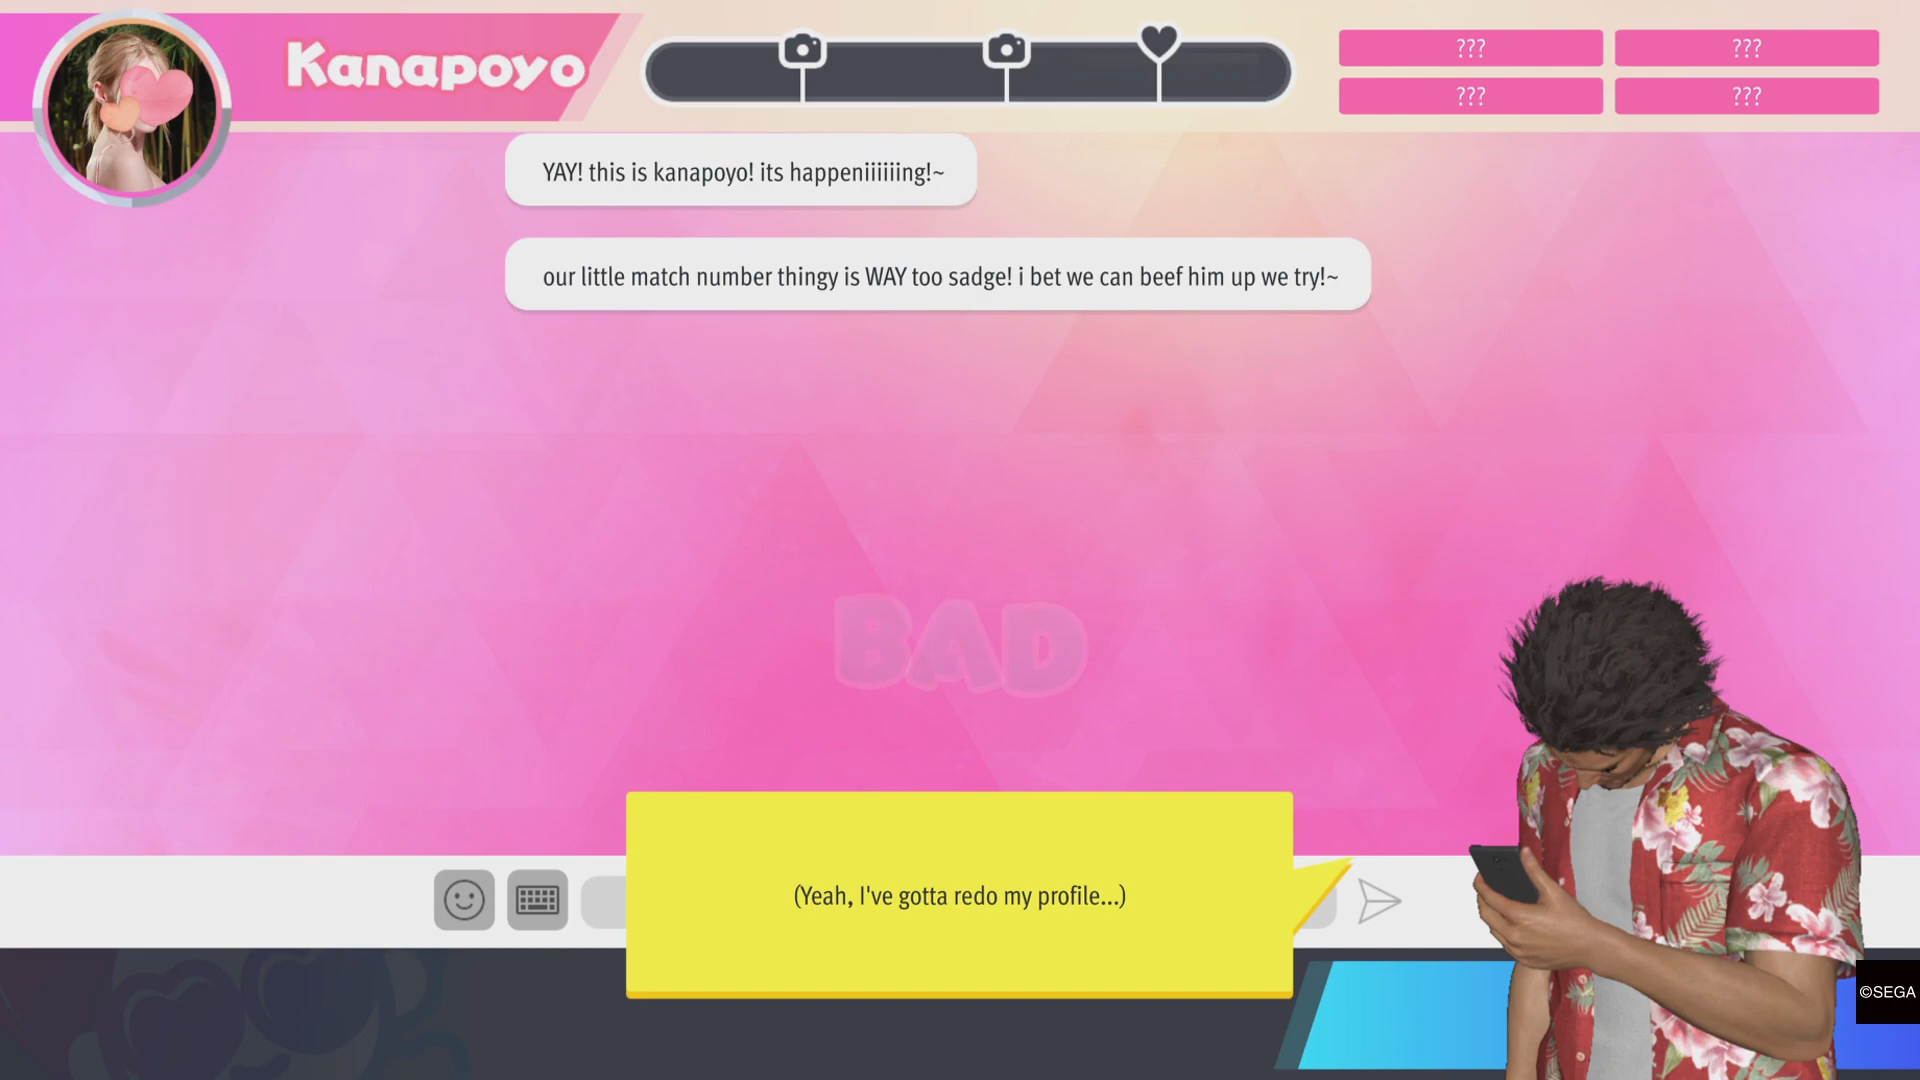 Kanapoyo
???
???
???
???
YAY! this is kanapoyo! its happeniiiiiing!~
our little match number thingy is WAY too sadge! i bet we can beef him up we try!~
BAD
(Yeah, I've gotta redo my profile...)
©SEGA